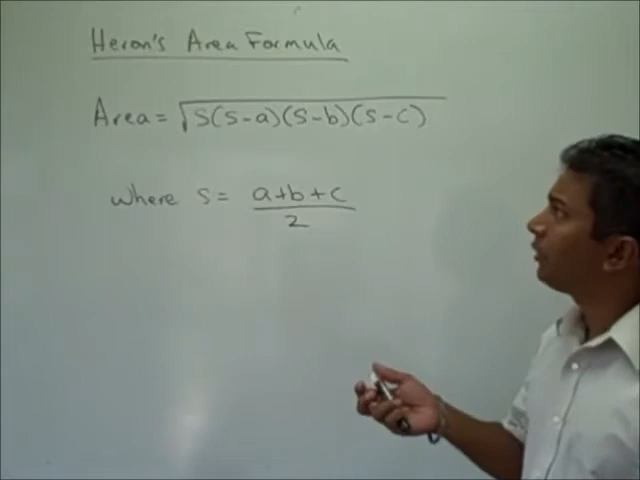 Heron's Area Formula
Area = √s(s-a)(s-b)(s-c)
where s = a+b+c
2